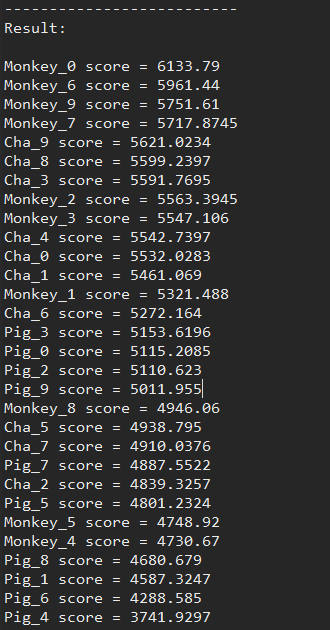 --------------------------
Result:

Monkey_0 score = 6133.79
Monkey_6 score = 5961.44
Monkey_9 score = 5751.61
Monkey_7 score = 5717.8745
Cha_9 score = 5621.0234
Cha_8 score = 5599.2397
Cha_3 score = 5591.7695
Monkey_2 score = 5563.3945
Monkey_3 score = 5547.106
Cha_4 score = 5542.7397
Cha_0 score = 5532.0283
Cha_1 score = 5461.069
Monkey_1 score = 5321.488
Cha_6 score = 5272.164
Pig_3 score = 5153.6196
Pig_0 score = 5115.2085
Pig_2 score = 5110.623
Pig_9 score = 5011.955
Monkey_8 score = 4946.06
Cha_5 score = 4938.795
Cha_7 score = 4910.0376
Pig_7 score = 4887.5522
Cha_2 score = 4839.3257
Pig_5 score = 4801.2324
Monkey_5 score = 4748.92
Monkey_4 score = 4730.67
Pig_8 score = 4680.679
Pig_1 score = 4587.3247
Pig_6 score = 4288.585
Pig_4 score = 3741.9297